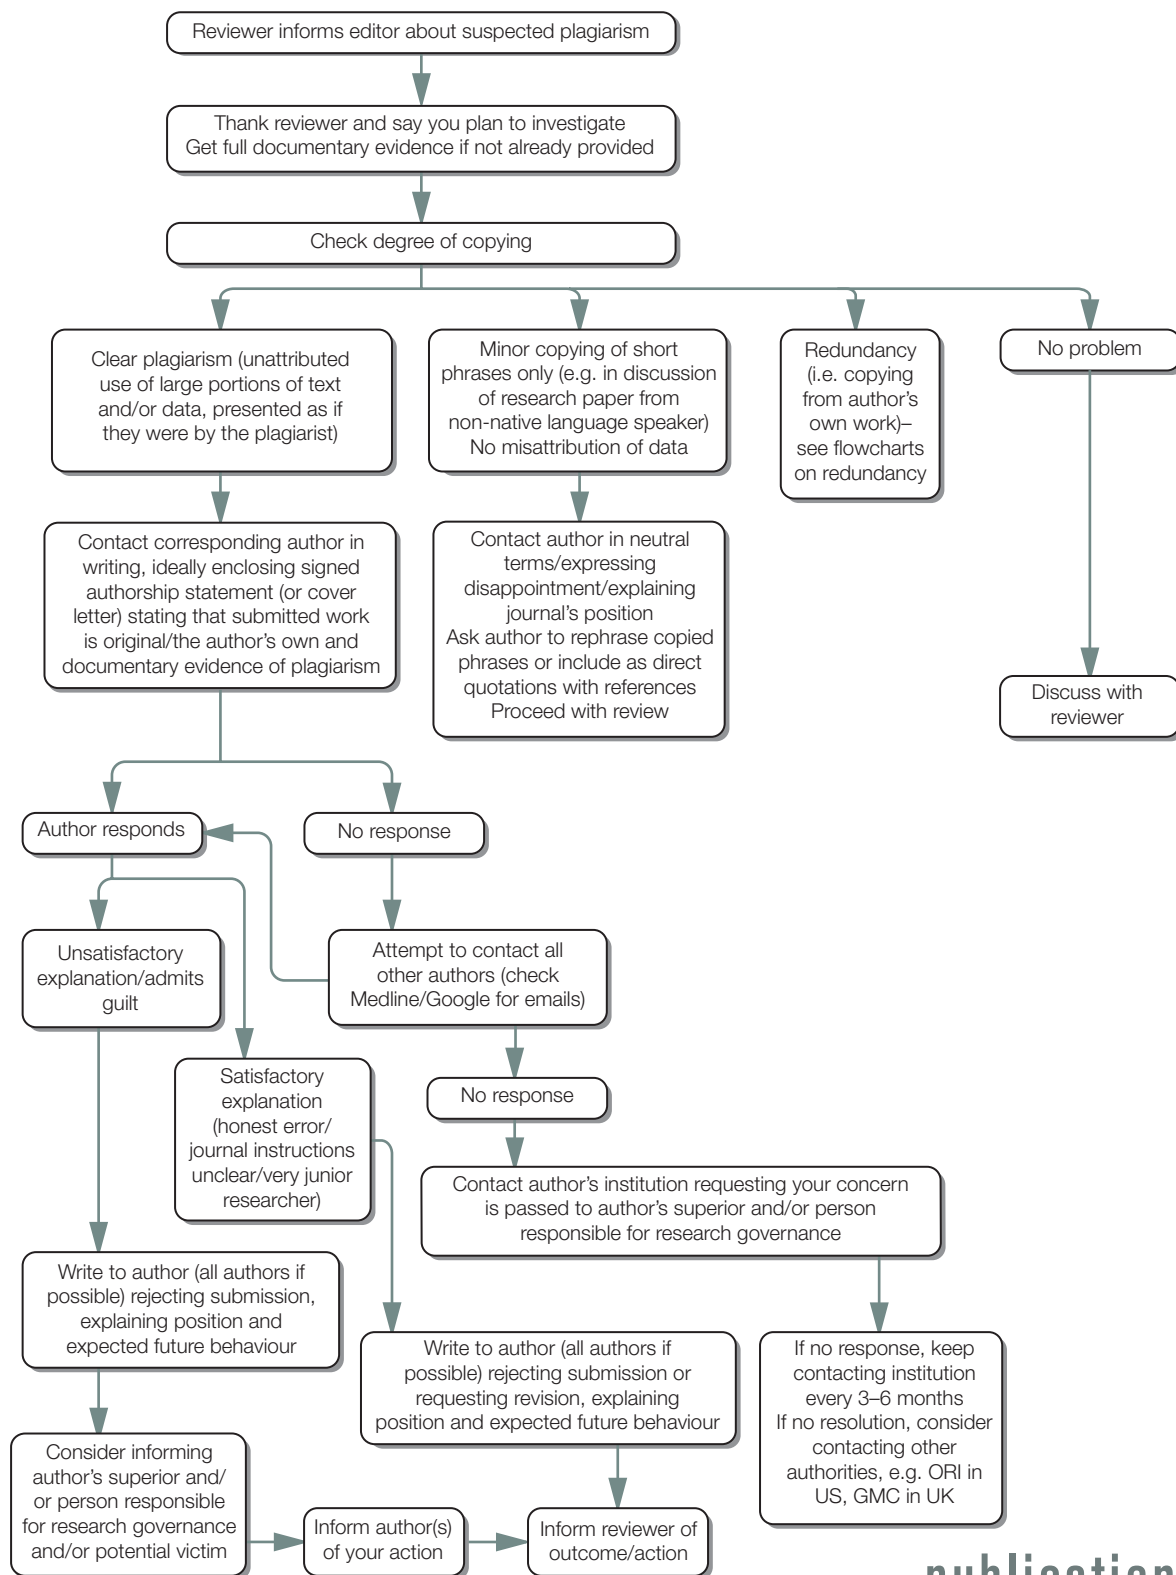 Reviewer informs editor about suspected plagiarism
Thank reviewer and say you plan to investigate
Get full documentary evidence if not already provided
Check degree of copying
Clear plagiarism (unattributed
use of large portions of text
and/or data, presented as if
they were by the plagiarist)
Minor copying of short
phrases only (e.g. in discussion
of research paper from
non-native language speaker)
No misattribution of data
Redundancy
(i.e. copying
from author's
own work)–
see flowcharts
on redundancy
No problem
Contact corresponding author in
writing, ideally enclosing signed
authorship statement (or cover
letter) stating that submitted work
is original/the author's own and
documentary evidence of plagiarism
Contact author in neutral
terms/expressing
disappointment/explaining
journal's position
Ask author to rephrase copied
phrases or include as direct
quotations with references
Proceed with review
Discuss with
reviewer
Author responds
No response
Unsatisfactory
explanation/admits
guilt
Attempt to contact all
other authors (check
Medline/Google for emails)
Satisfactory
explanation
(honest error/
journal instructions
unclear/very junior
researcher)
No response
Contact author's institution requesting your concern
is passed to author's superior and/or person
responsible for research governance
Write to author (all authors if
possible) rejecting submission,
explaining position and
expected future behaviour
Write to author (all authors if
possible) rejecting submission or
requesting revision, explaining
position and expected future behaviour
If no response, keep
contacting institution
every 3–6 months
If no resolution, consider
contacting other
authorities, e.g. ORI in
US, GMC in UK
Consider informing
author's superior and/
or person responsible
for research governance
and/or potential victim
Inform author(s)
of your action
Inform reviewer of
outcome/action